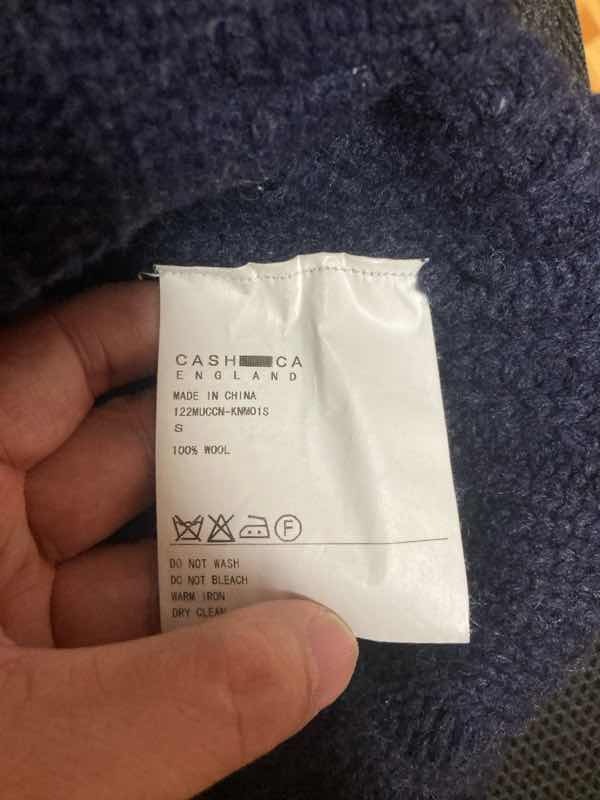 CASH CA
ENGLAND
MADE IN CHINA
122MUCCN-KNM01S
S
100% WOOL
F
DO NOT WASH
DO NOT BLEACH
WARM IRON
DRY CLEAN